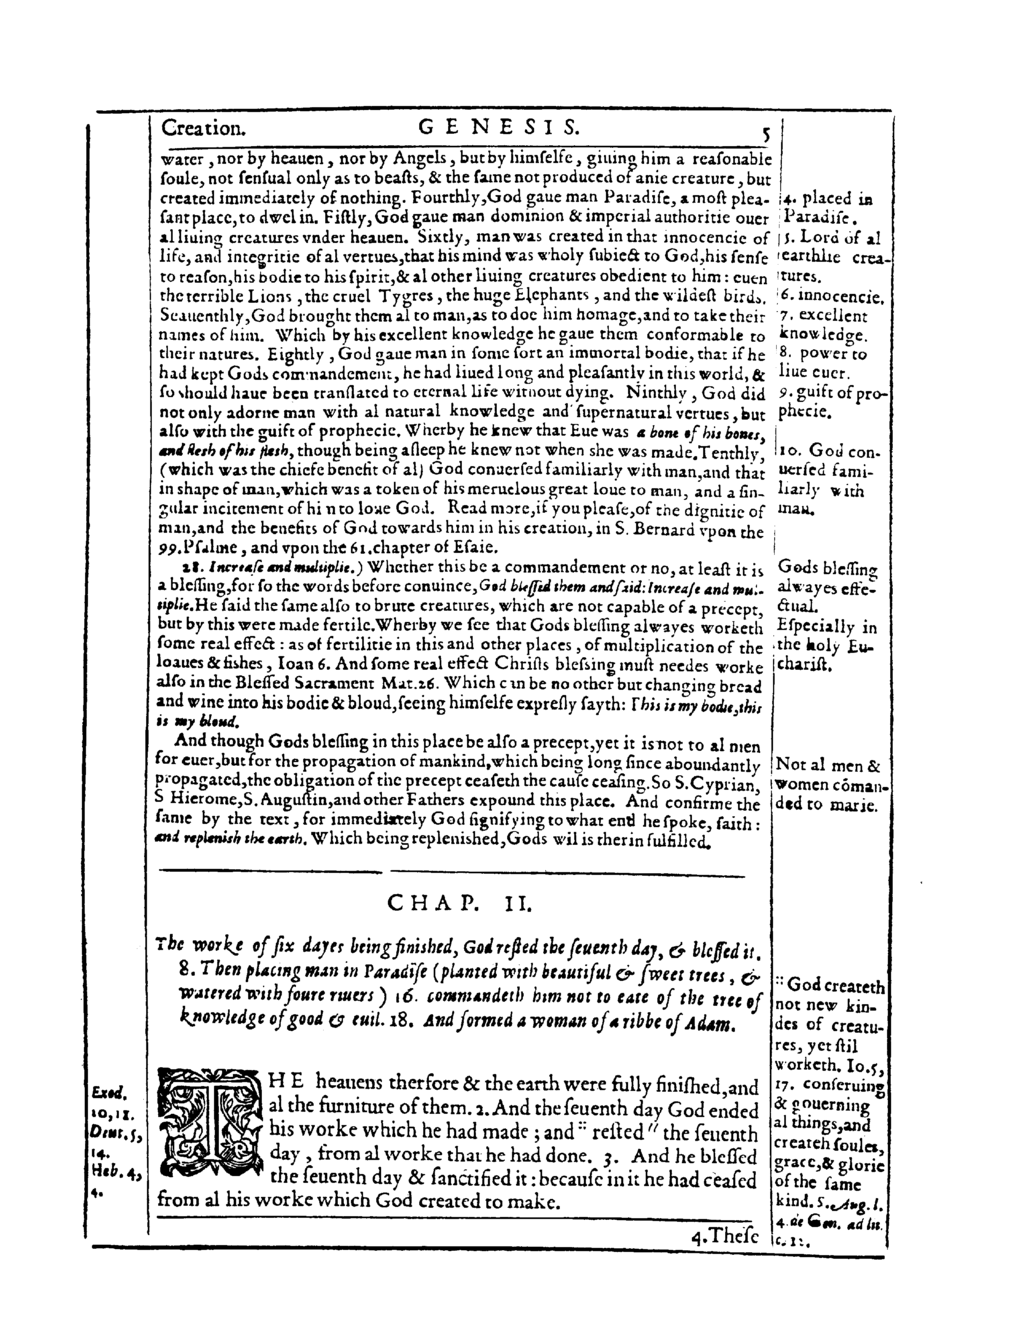 Creation.
GENESIS.
5
water, nor by heauen, nor by Angels, but by himſelfe, giuing him a reaſonable
ſoule, not ſenſual only as to beaſts, & the ſame not produced of anie creature, but
created immediately of nothing. Fourthly, God gaue man Paradiſe, a moſt plea-
ſant place, to dwel in. Fiftly, God gaue man dominion & imperial authoritie ouer
al liuing creatures vnder heauen. Sixtly, man was created in that innocencie of
life, and integritie of al vertues, that his mind was wholy ſubiect to God, his ſenſe
to reaſon, his bodie to his ſpirit, & al other liuing creatures obedient to him: euen
the terrible Lions, the cruel Tygres, the huge Elephants, and the wildeſt birds.
Seauenthly, God brought them al to man, as to doe him homage, and to take their
names of him. Which by his excellent knowledge he gaue them conformable to
their natures. Eightly, God gaue man in ſome ſort an immortal bodie, that if he
had kept Gods commandement, he had liued long and pleaſantly in this world, &
ſo ſhould haue been tranſlated to eternal life without dying. Ninthly, God did
not only adorne man with al natural knowledge and ſupernatural vertues, but
alſo with the guift of prophecie. Wherby he knew that Eue was a bone of his bones,
and fleſh of his fleſh, though being aſleep he knew not when she was made. Tenthly,
(which was the chiefe benefit of al) God conuerſed familiarly with man, and that
in shape of man, which was a token of his meruelous great loue to man, and a ſin-
gular incitement of him to loue God. Read more, if you pleaſe, of the dignitie of
man, and the benefits of God towards him in his creation, in S. Bernard vpon the
99. Pſalme, and vpon the 61. chapter of Eſaie.
28. Increaſe and multiplie.) Whether this be a commandement or no, at leaſt it is
a bleſſing, for ſo the words before conuince, God bleſſed them and ſaid: Increaſe and mul-
tiplie. He ſaid the ſame alſo to brute creatures, which are not capable of a precept,
but by this were made fertile. Wherby we ſee that Gods bleſſing alwayes worketh
ſome real effect: as of fertilitie in this and other places, of multiplication of the
loaues & fishes, Ioan 6. And ſome real effect Chriſts bleſsing muſt needes worke
alſo in the Bleſſed Sacrament Mat. 26. Which can be no other but changing bread
and wine into his bodie & bloud, ſeeing himſelfe expreſly ſayth: This is my bodie, this
is my bloud.
And though Gods bleſſing in this place be alſo a precept, yet it is not to al men
for euer, but for the propagation of mankind, which being long ſince aboundantly
propagated, the obligation of the precept ceaſeth the cauſe ceaſing. So S. Cyprian,
S Hierome, S. Auguſtin, and other Fathers expound this place. And confirme the
ſame by the text, for immediately God ſignifying to what end he ſpoke, ſaith:
and replenish the earth. Which being replenished, Gods wil is therin fulfilled.
4. placed in
Paradiſe.
5. Lord of al
earthlie crea-
tures.
6. innocencie.
7. excellent
knowledge.
8. power to
liue euer.
9. guift of pro-
phecie.
10. God con-
uerſed fami-
liarly with
man.
Gods bleſſing
alwayes effe-
ctual.
Eſpecially in
the holy Eu-
chariſt.
Not al men &
women cõman-
ded to marie.
CHAP. II.
The worke of ſix dayes being finished, God reſted the ſeuenth day, & bleſſed it.
8. Then placing man in Paradiſe (planted with beautiful & ſweet trees, &
watered with foure riuers) 16. commandeth him not to eate of the tree of
knowledge of good & euil. 18. And formed a woman of a ribbe of Adam.
THE heauens therfore & the earth were fully finiſhed, and
al the furniture of them. 2. And the ſeuenth day God ended
his worke which he had made; and :: reſted " the ſeuenth
day, from al worke that he had done. 3. And he bleſſed
the ſeuenth day & ſanctified it: becauſe in it he had ceaſed
from al his worke which God created to make.
4. Theſe
Exod.
20, 11.
Deut. 5,
14.
Heb. 4,
4.
:: God createth
not new kin-
des of creatu-
res, yet ſtil
worketh. Io. 5,
17. conſeruing
& gouerning
al things, and
createh ſoules,
grace, & glorie
of the ſame
kind. S. Aug. l.
4. de Gen. ad lit.
c. 12.